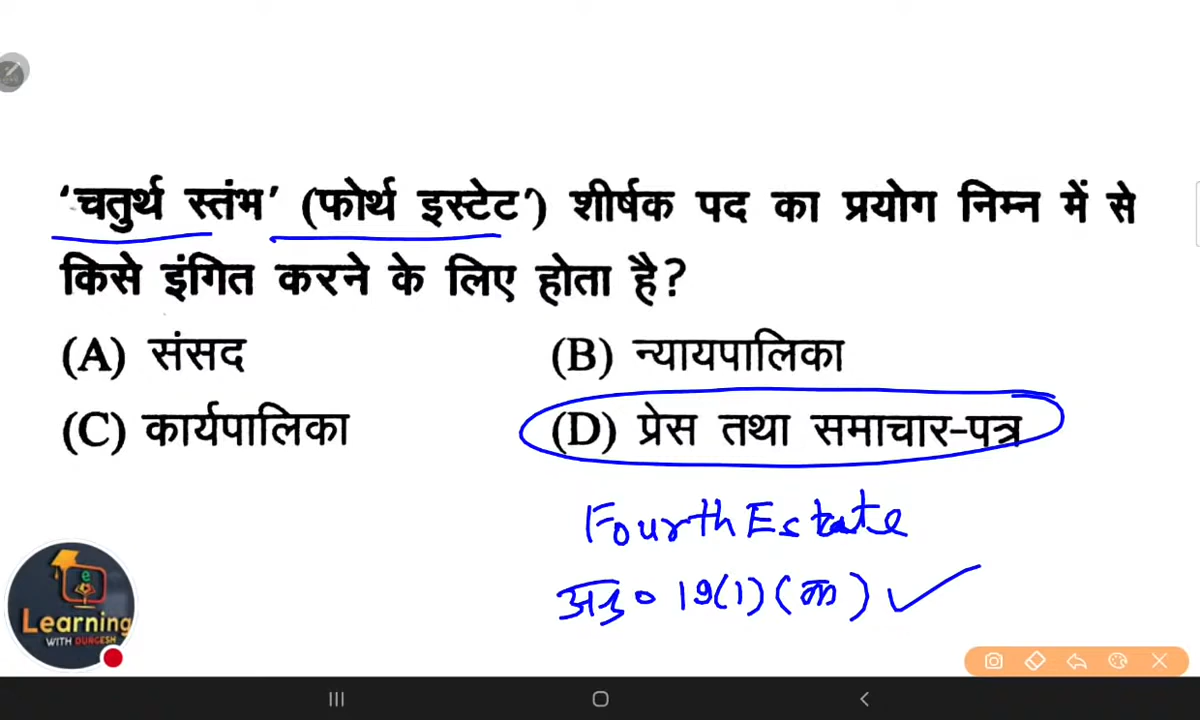 ‘चतुर्थ स्तंभ’ (फोर्थ इस्टेट’) शीर्षक पद का प्रयोग निम्न में से
किसे इंगित करने के लिए होता है?
(A) संसद (B) न्यायपालिका
(C) कार्यपालिका (D) प्रेस तथा समाचार-पत्र
Fourth Estate
अनु० 19(1)(क)
e
Learning
WITH DURGESH